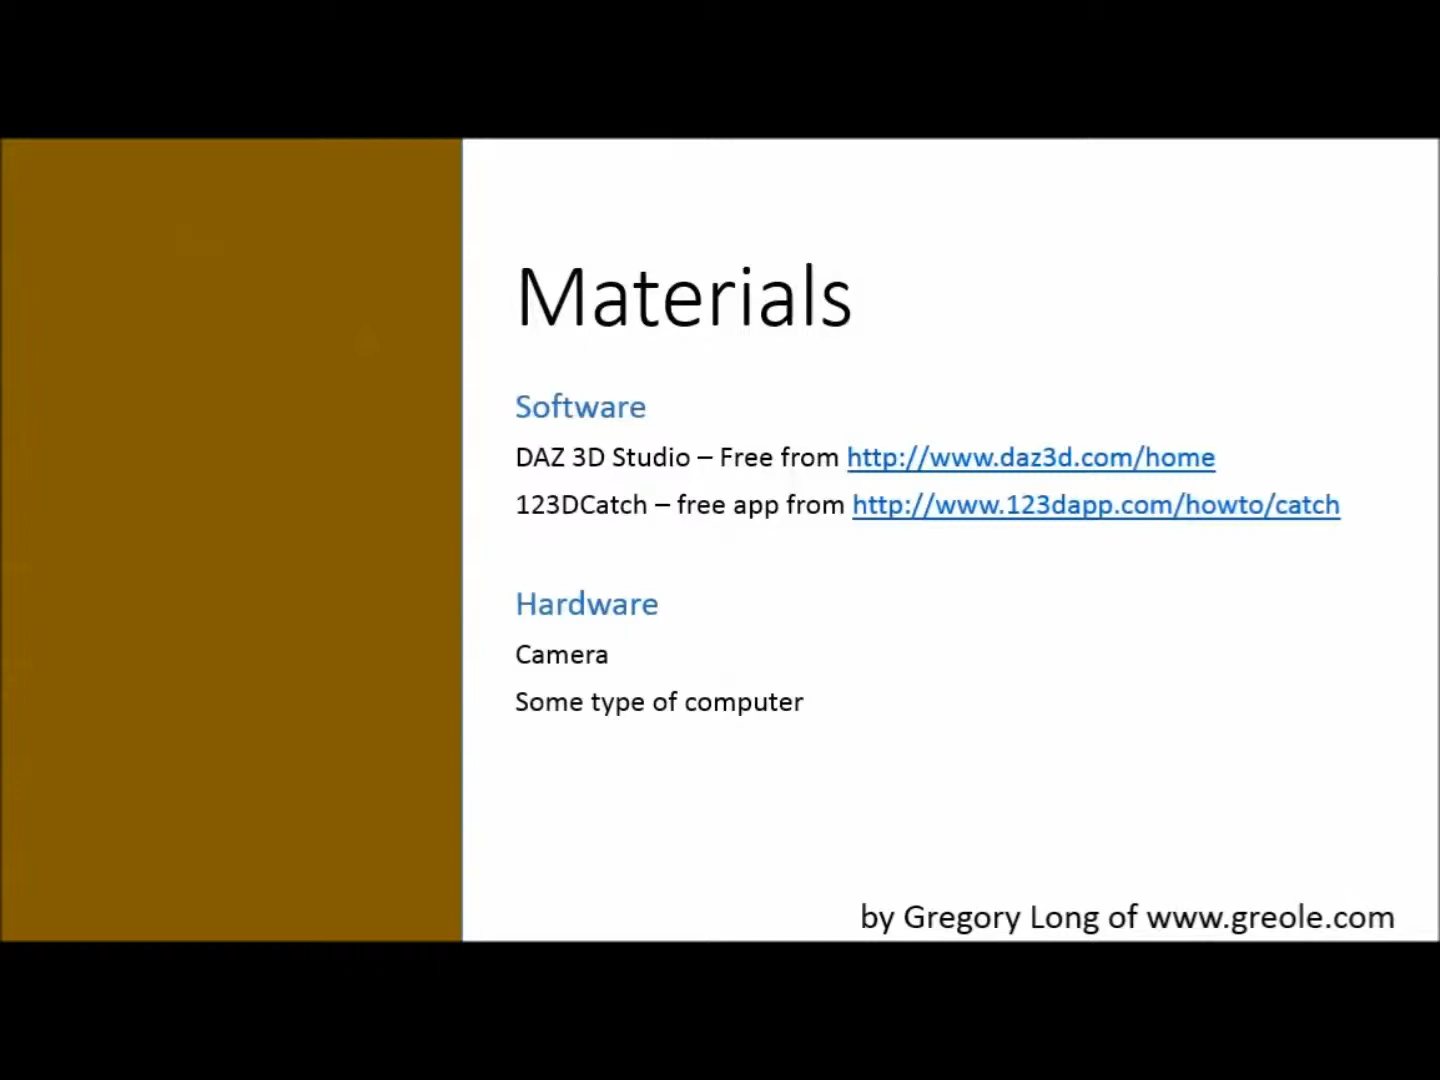 Materials
Software
DAZ 3D Studio – Free from http://www.daz3d.com/home
123DCatch – free app from http://www.123dapp.com/howto/catch
Hardware
Camera
Some type of computer
by Gregory Long of www.greole.com